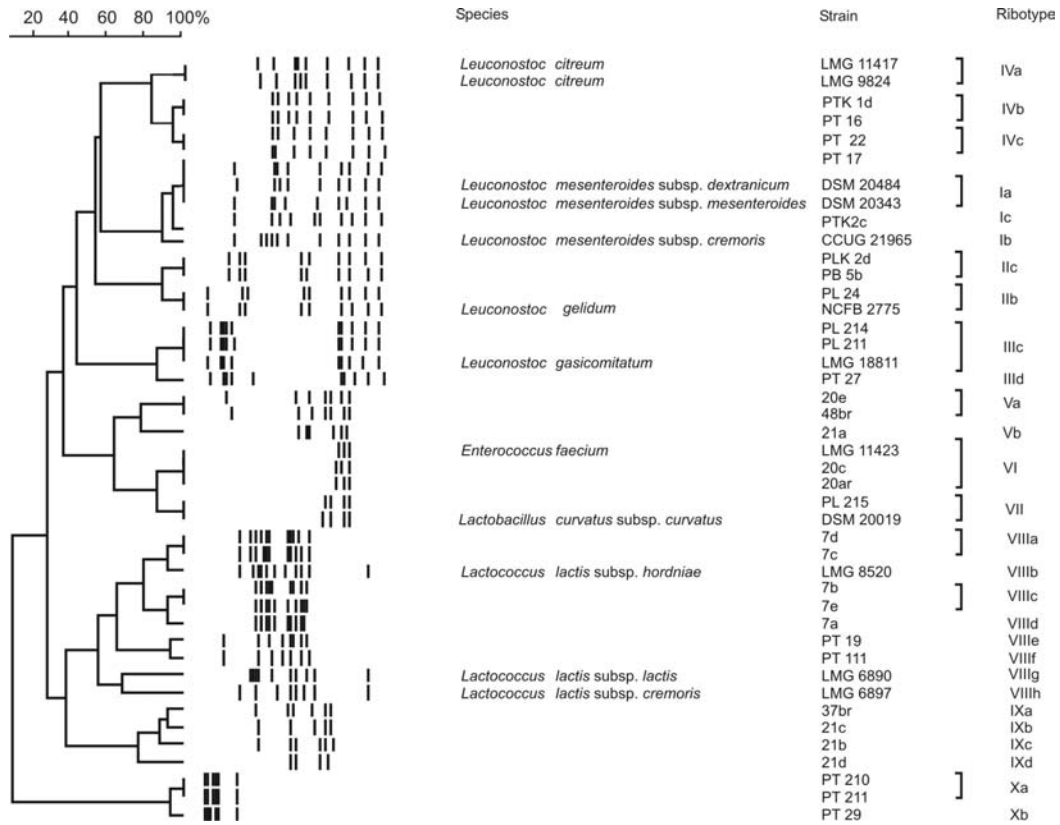 20 40 60 80 100% Species Strain Ribotype
Leuconostoc citreum LMG 11417 IVa
Leuconostoc citreum LMG 9824
PTK 1d IVb
PT 16
PT 22 IVc
PT 17
Leuconostoc mesenteroides subsp. dextranicum DSM 20484 Ia
Leuconostoc mesenteroides subsp. mesenteroides DSM 20343
PTK2c Ic
Leuconostoc mesenteroides subsp. cremoris CCUG 21965 Ib
PLK 2d IIc
PB 5b
PL 24 IIb
Leuconostoc gelidum NCFB 2775
PL 214
PL 211 IIIc
Leuconostoc gasicomitatum LMG 18811
PT 27 IIId
20e Va
48br
21a Vb
Enterococcus faecium LMG 11423
20c VI
20ar
PL 215 VII
Lactobacillus curvatus subsp. curvatus DSM 20019
7d VIIIa
7c
Lactococcus lactis subsp. hordniae LMG 8520 VIIIb
7b VIIIc
7e
7a VIIId
PT 19 VIIIe
PT 111 VIIIf
Lactococcus lactis subsp. lactis LMG 6890 VIIIg
Lactococcus lactis subsp. cremoris LMG 6897 VIIIh
37br IXa
21c IXb
21b IXc
21d IXd
PT 210 Xa
PT 211
PT 29 Xb